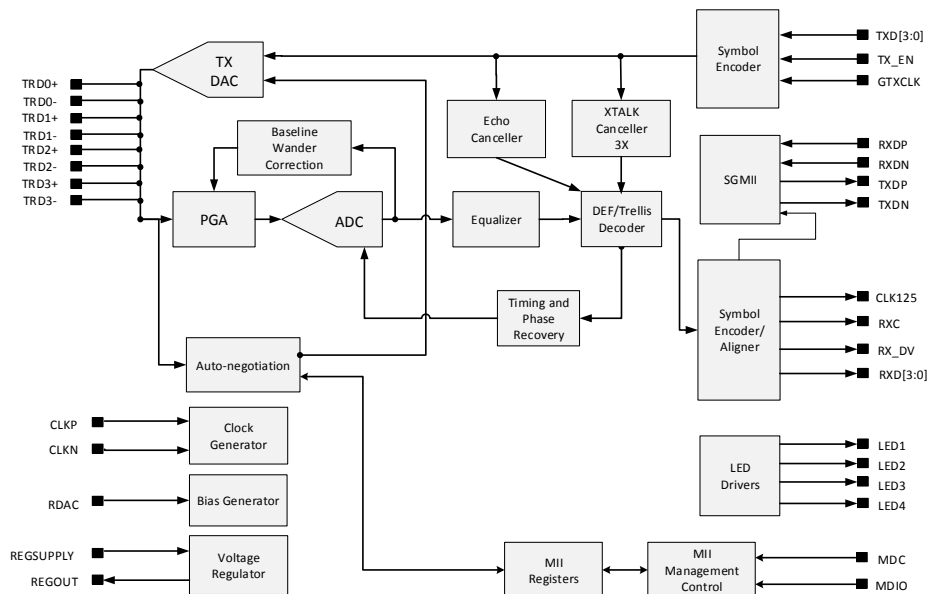 TX
DAC
Symbol
Encoder
TXD[3:0]
TX_EN
GTXCLK
TRD0+
TRD0-
TRD1+
TRD1-
TRD2+
TRD2-
TRD3+
TRD3-
Baseline
Wander
Correction
Echo
Canceller
XTALK
Canceller
3X
SGMII
RXDP
RXDN
TXDP
TXDN
PGA
ADC
Equalizer
DEF/Trellis
Decoder
Timing and
Phase
Recovery
Symbol
Encoder/
Aligner
CLK125
RXC
RX_DV
RXD[3:0]
Auto-negotiation
CLKP
CLKN
Clock
Generator
LED
Drivers
LED1
LED2
LED3
LED4
RDAC
Bias Generator
REGSUPPLY
REGOUT
Voltage
Regulator
MII
Registers
MII
Management
Control
MDC
MDIO